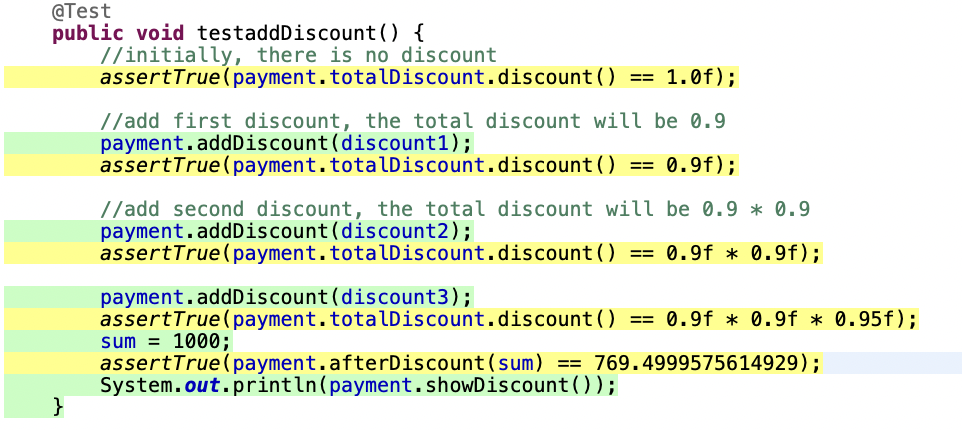 @Test
public void testaddDiscount() {
//initially, there is no discount
assertTrue(payment.totalDiscount.discount() == 1.0f);
//add first discount, the total discount will be 0.9
payment.addDiscount(discount1);
assertTrue(payment.totalDiscount.discount() == 0.9f);
//add second discount, the total discount will be 0.9 * 0.9
payment.addDiscount(discount2);
assertTrue(payment.totalDiscount.discount() == 0.9f * 0.9f);
payment.addDiscount(discount3);
assertTrue(payment.totalDiscount.discount() == 0.9f * 0.9f * 0.95f);
sum = 1000;
assertTrue(payment.afterDiscount(sum) == 769.4999575614929);
System.out.println(payment.showDiscount());
}